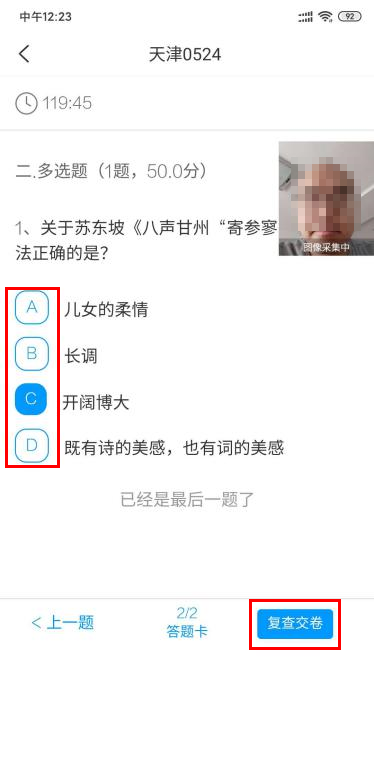 中午12:23
92
天津0524
119:45
二.多选题（1题，50.0分）
图像采集中
1、关于苏东坡《八声甘州“寄参寥
法正确的是？
A 儿女的柔情
B 长调
C 开阔博大
D 既有诗的美感，也有词的美感
已经是最后一题了
< 上一题
2/2
答题卡
复查交卷